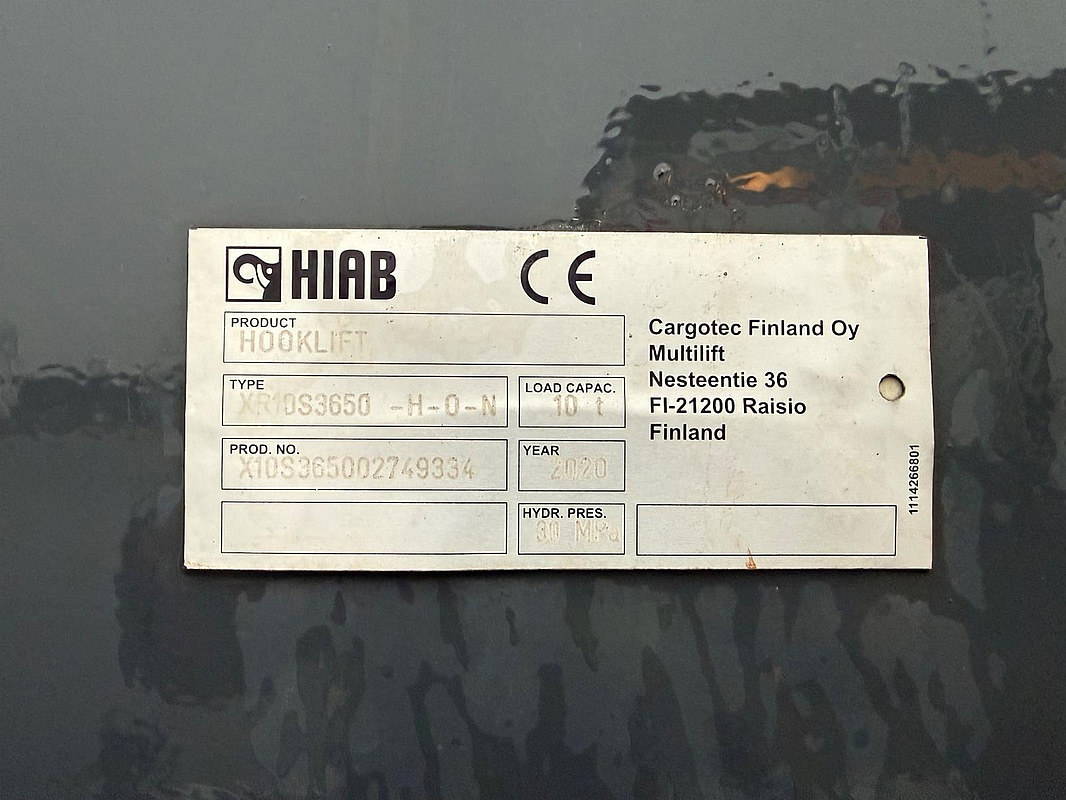 HIAB CE
PRODUCT
HOOKLIFT
TYPE
XR10S3650 -H-O-N
LOAD CAPAC.
10 t
PROD. NO.
X10S365002749334
YEAR
2020
HYDR. PRES.
30 MPa
Cargotec Finland Oy
Multilift
Nesteentie 36
FI-21200 Raisio
Finland
1114266801